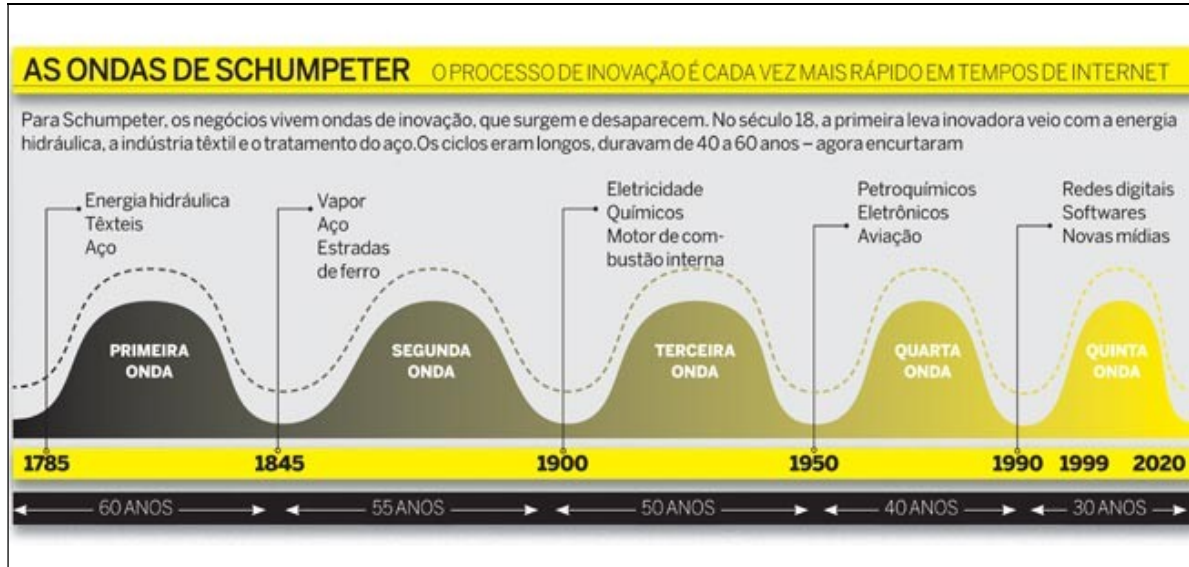 AS ONDAS DE SCHUMPETER O PROCESSO DE INOVAÇÃO É CADA VEZ MAIS RÁPIDO EM TEMPOS DE INTERNET
Para Schumpeter, os negócios vivem ondas de inovação, que surgem e desaparecem. No século 18, a primeira leva inovadora veio com a energia
hidráulica, a indústria têxtil e o tratamento do aço.Os ciclos eram longos, duravam de 40 a 60 anos – agora encurtaram
Energia hidráulica
Têxteis
Aço
Vapor
Aço
Estradas
de ferro
Eletricidade
Químicos
Motor de com-
bustão interna
Petroquímicos
Eletrônicos
Aviação
Redes digitais
Softwares
Novas mídias
PRIMEIRA
ONDA
SEGUNDA
ONDA
TERCEIRA
ONDA
QUARTA
ONDA
QUINTA
ONDA
1785 1845 1900 1950 1990 1999 2020
60 ANOS 55 ANOS 50 ANOS 40 ANOS 30 ANOS